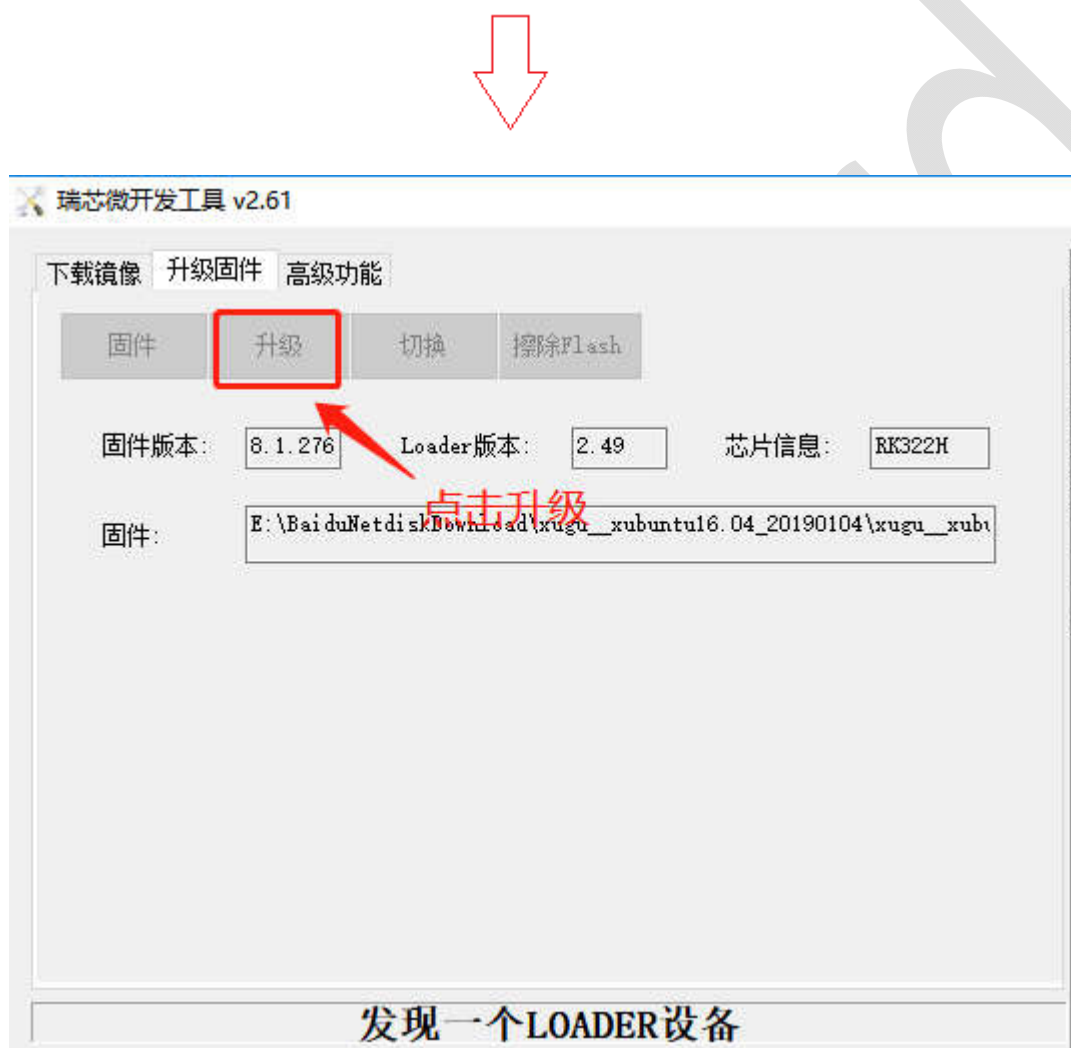 瑞芯微开发工具 v2.61
下载镜像 升级固件 高级功能
固件 升级 切换 擦除Flash
固件版本: 8.1.276 Loader版本: 2.49 芯片信息: RK322H
点击升级
固件: E:\BaiduNetdiskDownload\xugu__xubuntu16.04_20190104\xugu__xubu
发现一个LOADER设备